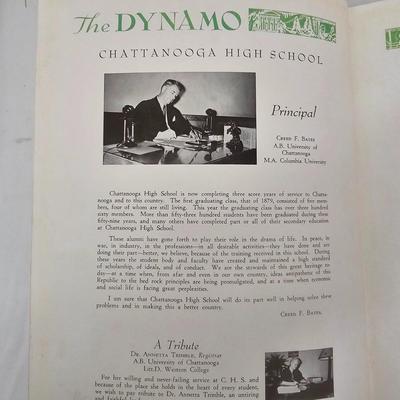 The DYNAMO
CHATTANOOGA HIGH SCHOOL
Principal
Creed F. Bates
A.B. University of
Chattanooga
M.A. Columbia University
Chattanooga High School is now completing three score years of service to Chatta-
nooga and to this country. The first graduating class, that of 1879, consisted of five mem-
bers, four of whom are still living. This year the graduating class has over three hundred
sixty members. More than fifty-three hundred students have been graduated during these
fifty-nine years, and many others have completed part or all of their secondary education
at Chattanooga High School.
These alumni have gone forth to play their role in the drama of life. In peace, in
war, in industry, in the professions—in all desirable activities—they have done and are
doing their part—better, we believe, because of the training received in this School. During
these years the student body and faculty have created and maintained a high standard
of scholarship, of ideals, and of conduct. We are the stewards of this great heritage to-
day—at a time when, from afar and even in our own country, ideas antipathetic of this
Republic to the bed rock principles are being promulgated, and at a time when economic
and social life is facing great perplexities.
I am sure that Chattanooga High School will do its part well in helping solve these
problems and in making this a better country.
Creed F. Bates.
A Tribute
Dr. Annetta Trimble, Registrar
A.B. University of Chattanooga
Litt.D. Western College
For her willing and never-failing service at C. H. S. and
because of the place she holds in the heart of every student,
we wish to pay tribute to Dr. Annetta Trimble, an untiring
and faithful